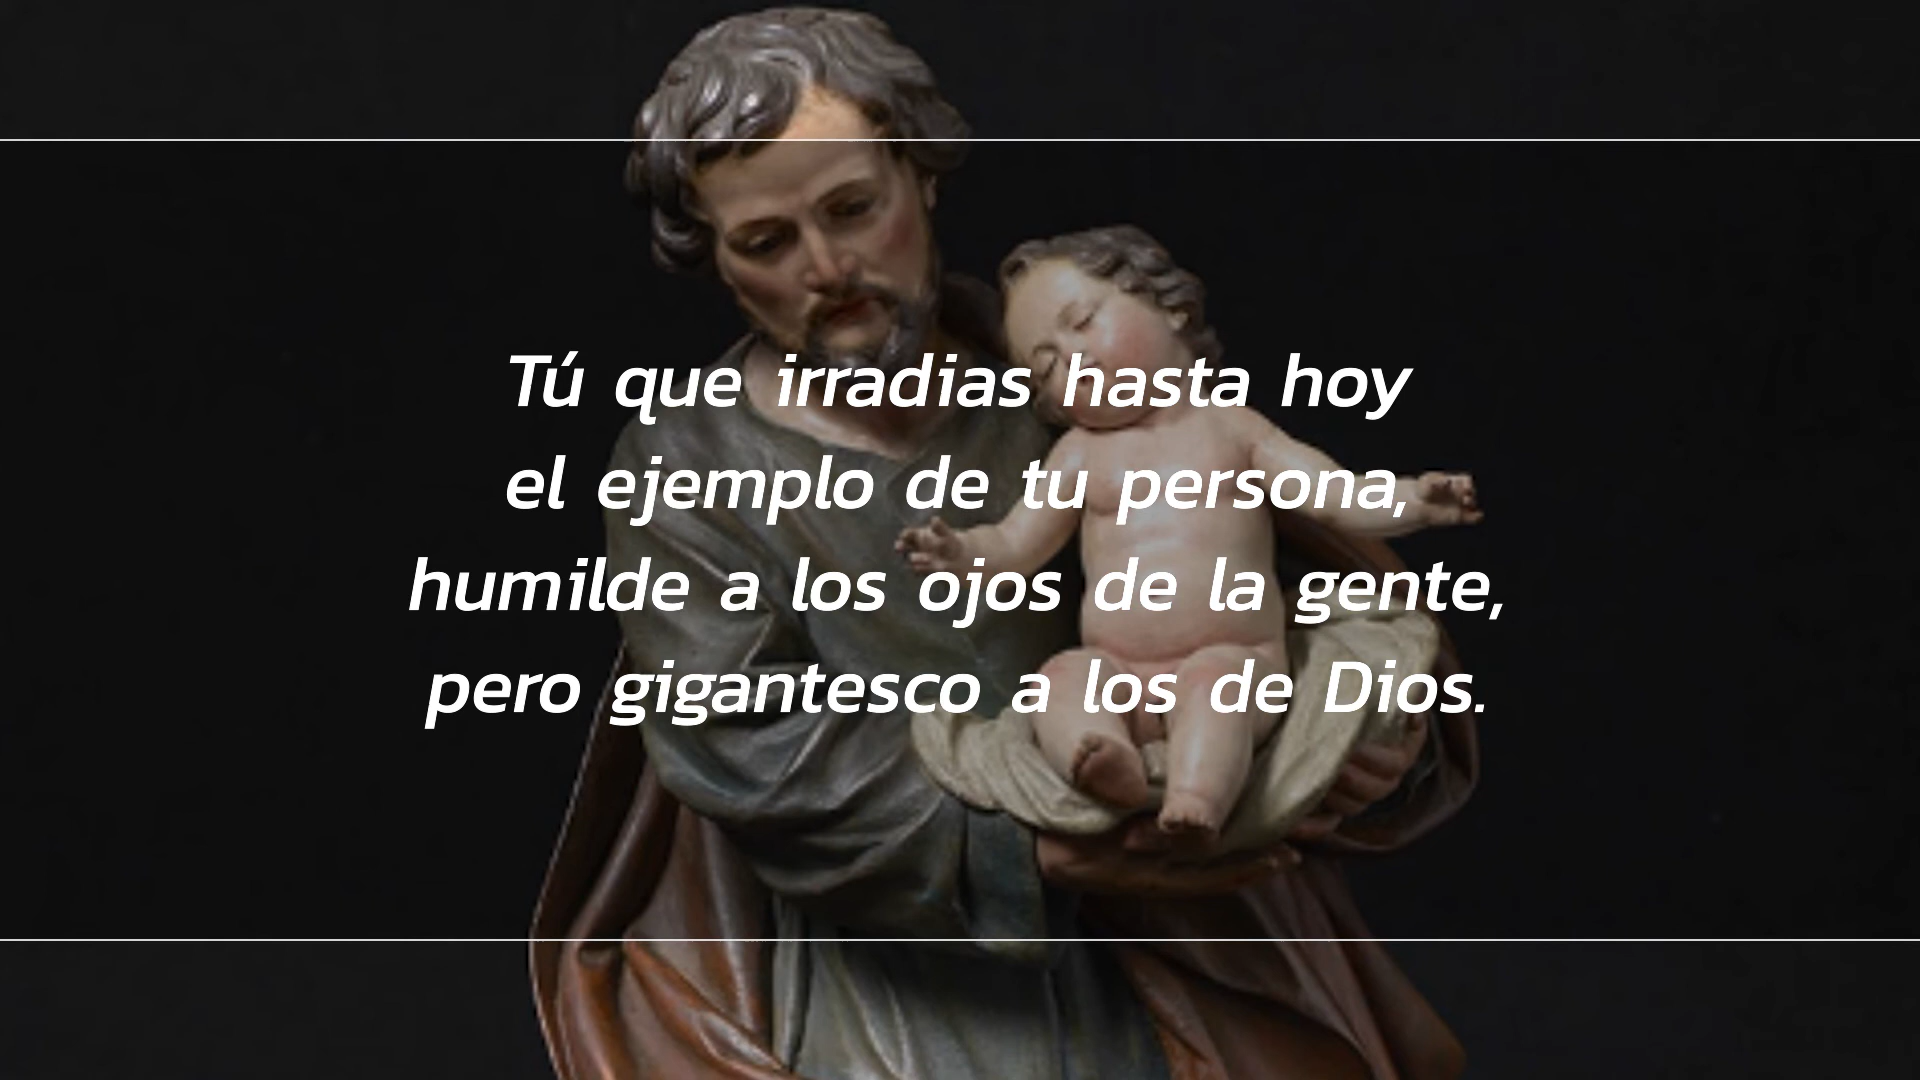 Tú que irradias hasta hoy
el ejemplo de tu persona,
humilde a los ojos de la gente,
pero gigantesco a los de Dios.